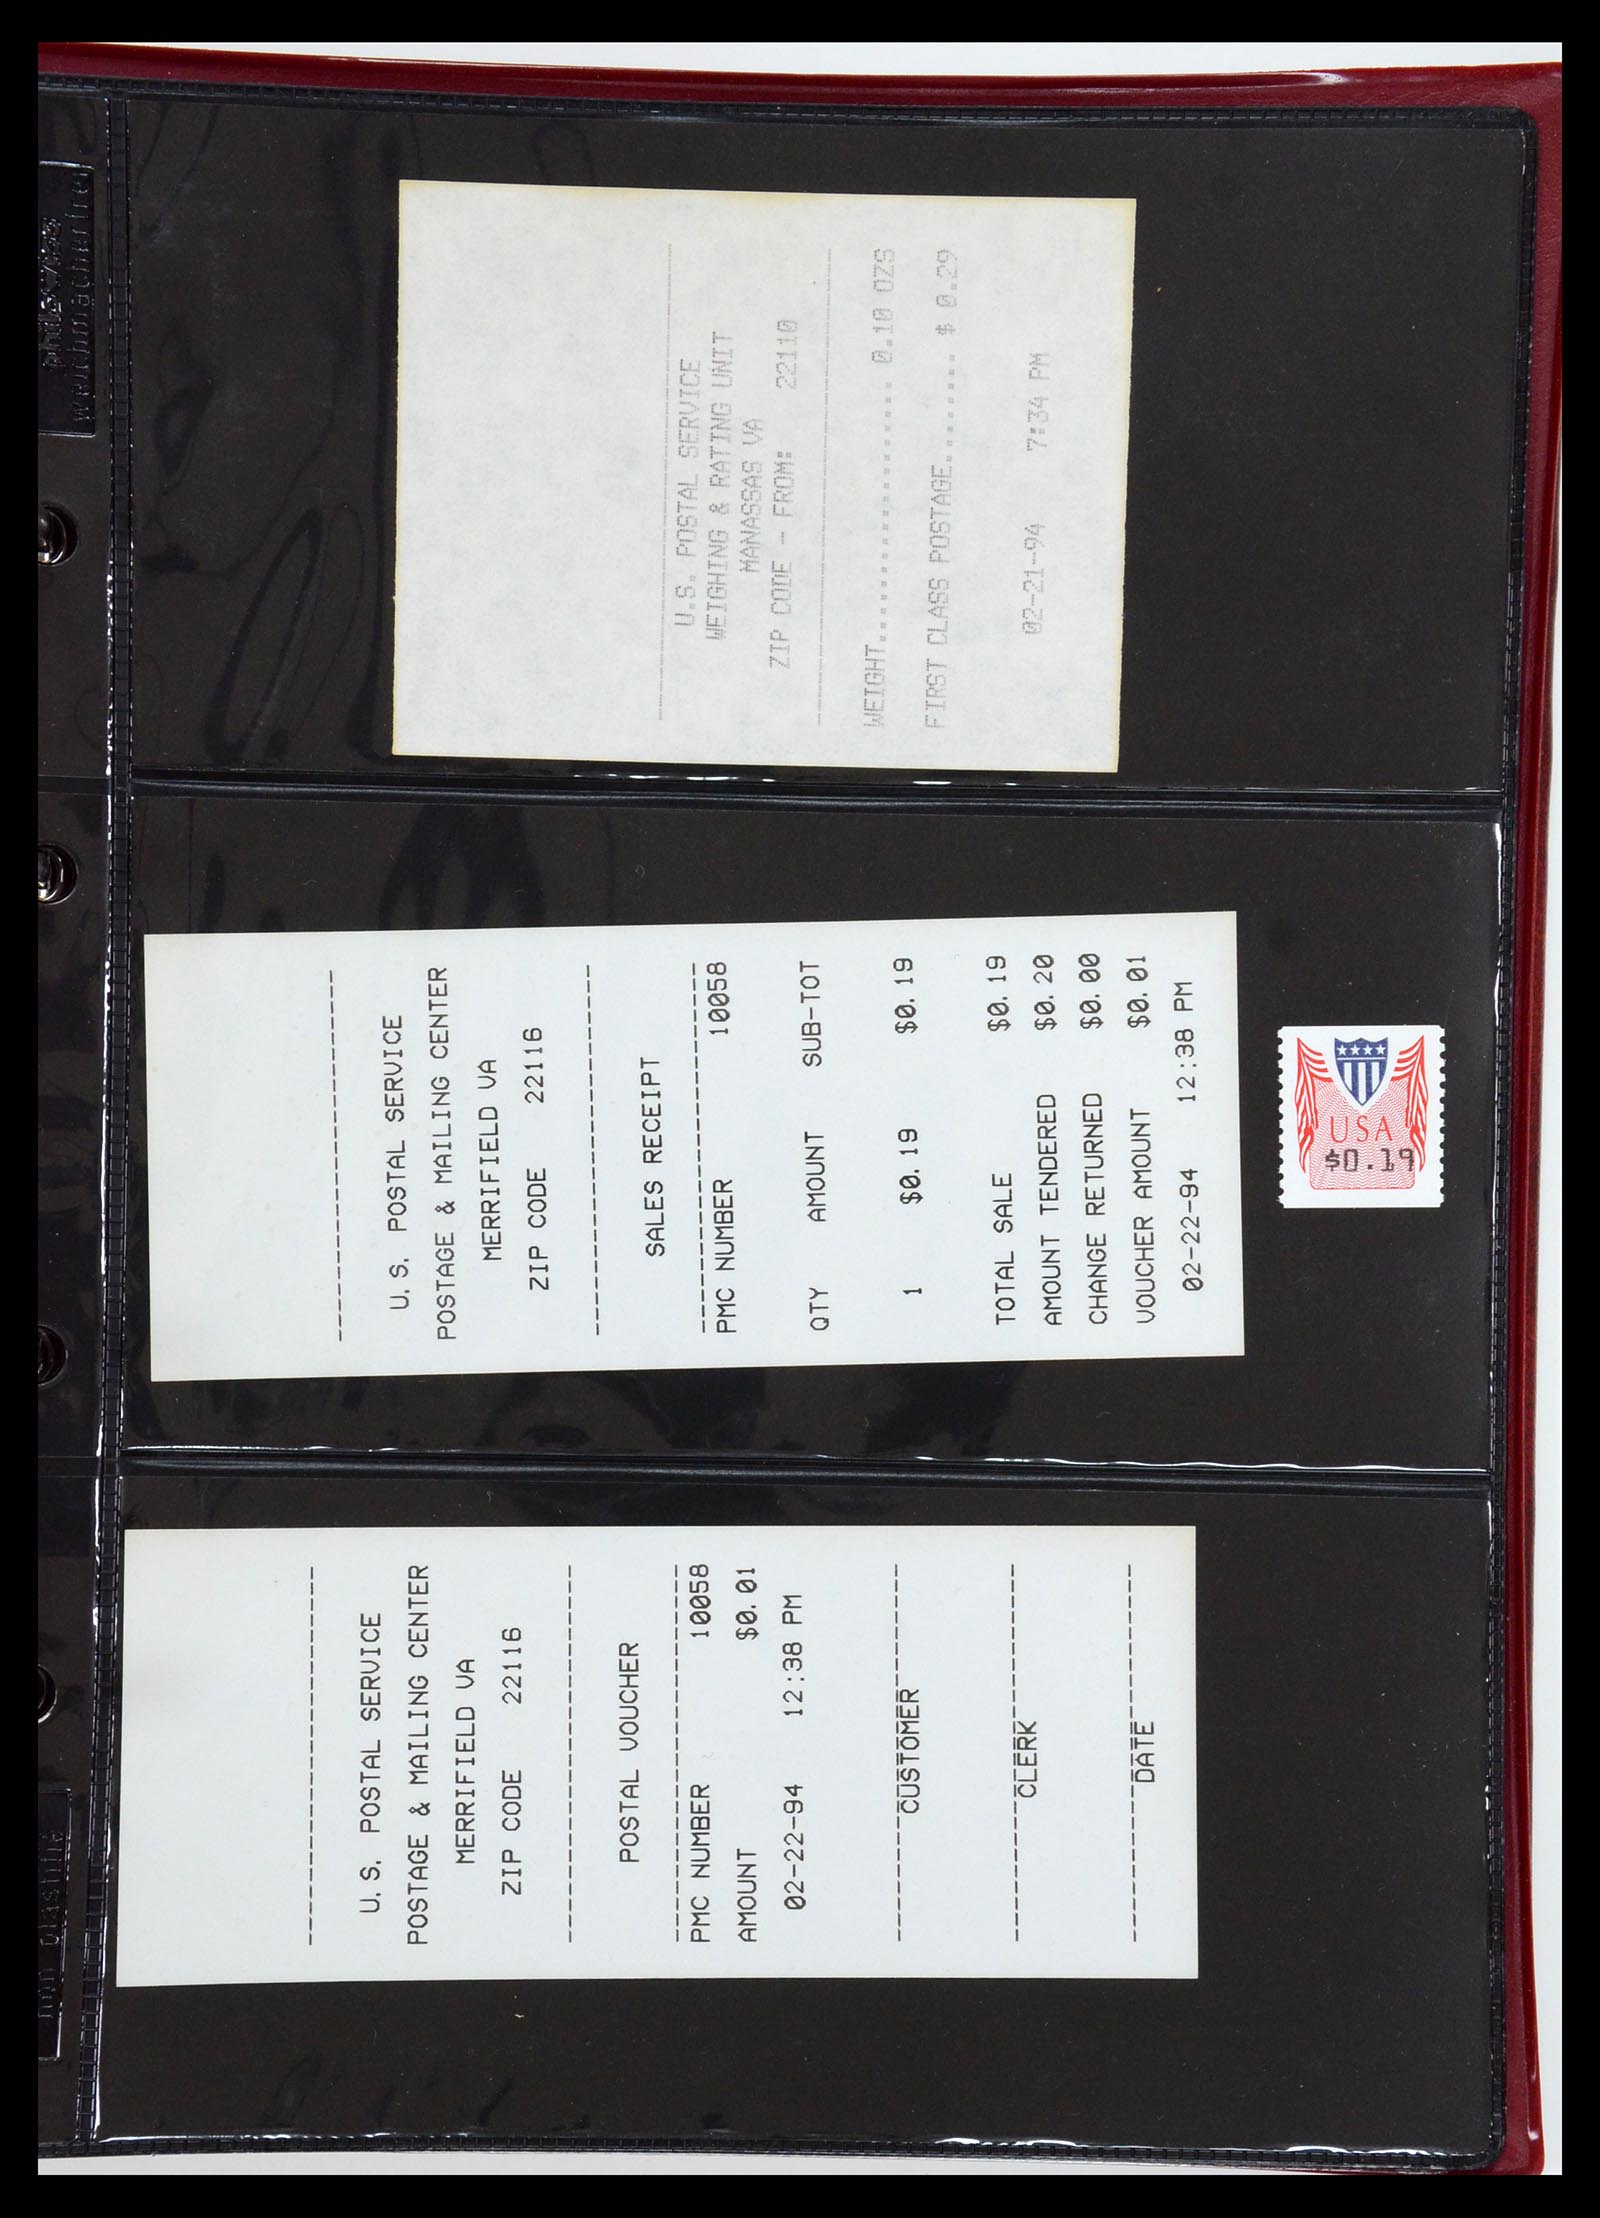 U.S. POSTAL SERVICE
WEIGHING & RATING UNIT
MANASSAS VA
ZIP CODE - FROM: 22110
WEIGHT................ 0.10 OZS
FIRST CLASS POSTAGE........ $ 0.29
02-21-94 7:34 PM
U.S. POSTAL SERVICE
POSTAGE & MAILING CENTER
MERRIFIELD VA
ZIP CODE 22116
SALES RECEIPT
PMC NUMBER 10058
QTY AMOUNT SUB-TOT
1 $0.19 $0.19
TOTAL SALE $0.19
AMOUNT TENDERED $0.20
CHANGE RETURNED $0.00
VOUCHER AMOUNT $0.01
02-22-94 12:38 PM
USA
$0.19
U.S. POSTAL SERVICE
POSTAGE & MAILING CENTER
MERRIFIELD VA
ZIP CODE 22116
POSTAL VOUCHER
PMC NUMBER 10058
AMOUNT $0.01
02-22-94 12:38 PM
CUSTOMER
CLERK
DATE